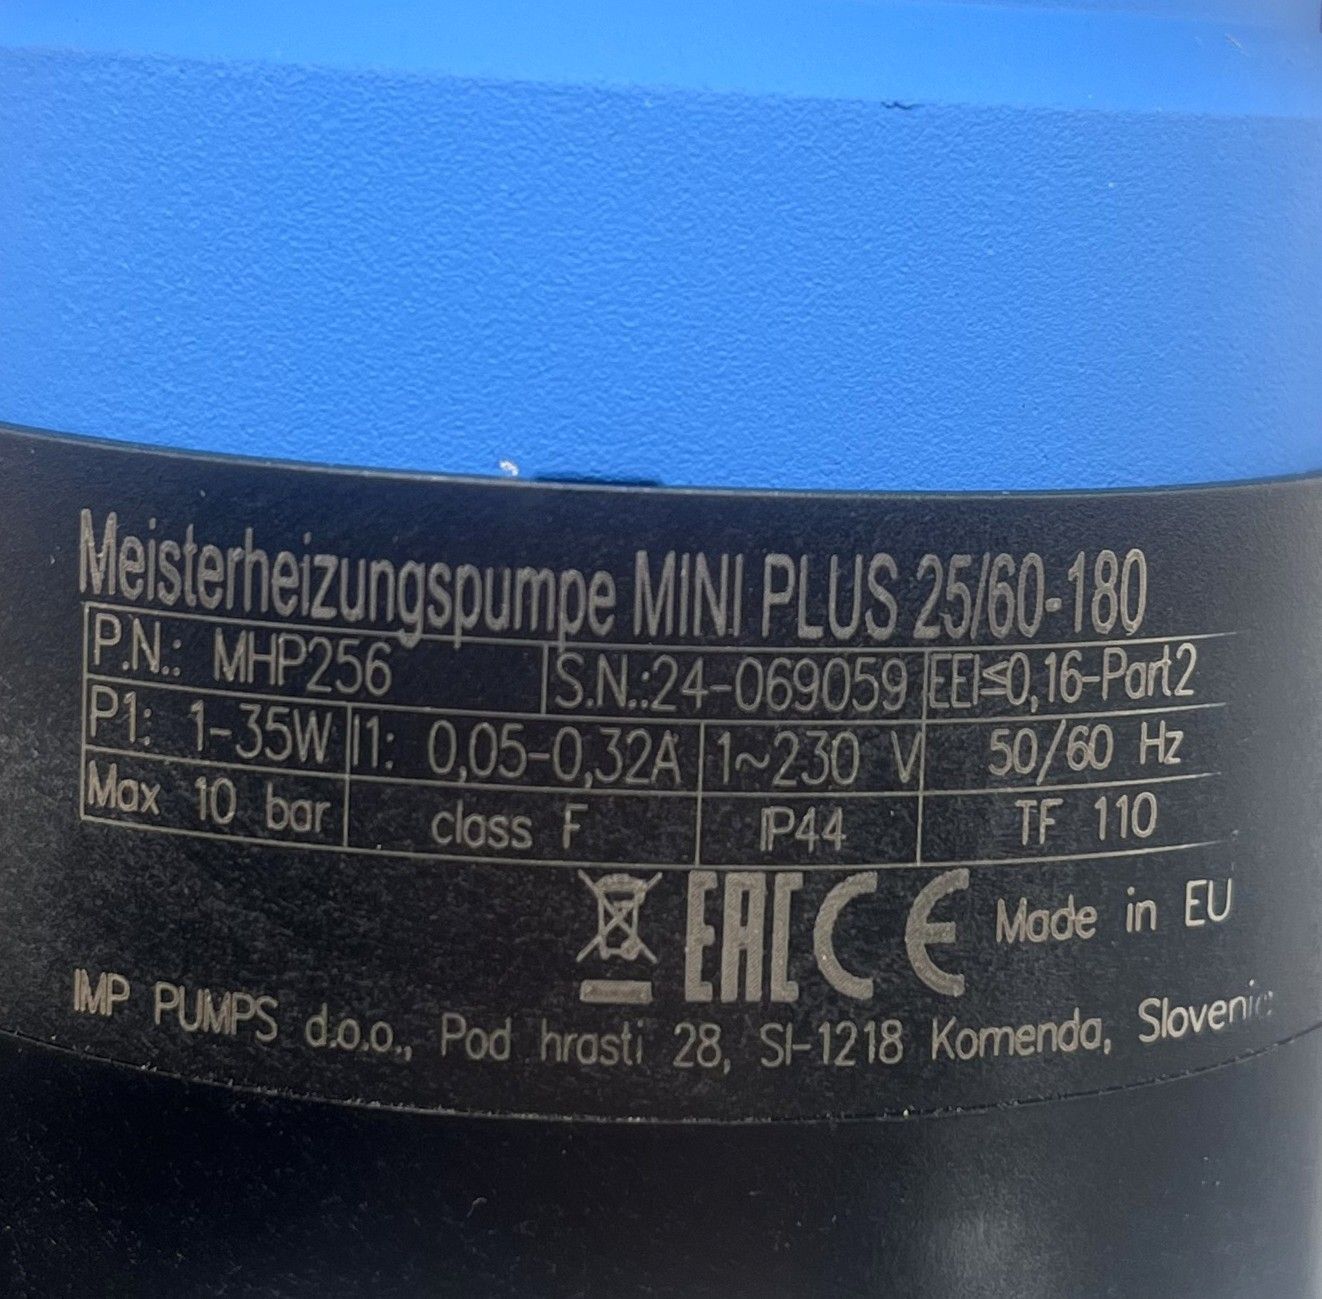 Meisterheizungspumpe MINI PLUS 25/60-180
P.N.: MHP256 S.N.:24-069059 EEI≤0,16-Part2
P1: 1-35W I1: 0,05-0,32A 1~230 V 50/60 Hz
Max 10 bar class F IP44 TF 110
EAC CE Made in EU
IMP PUMPS d.o.o., Pod hrasti 28, SI-1218 Komenda, Slovenia